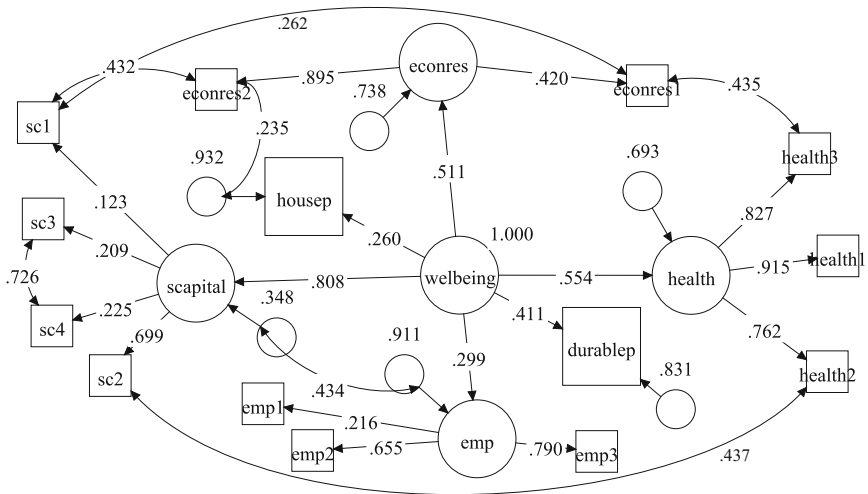 .262
.432
econres
econres2
.895
.420
econres1
.435
sc1
.738
.235
.932
.693
health3
.511
housep
.123
.827
sc3
.209
.260
1.000
.726
scapital
.808
welbeing
.554
health
.915
health1
.225
.348
.411
sc4
.699
.911
durablep
.762
.299
.831
sc2
.434
health2
emp1
.216
emp
emp2
.655
.790
emp3
.437